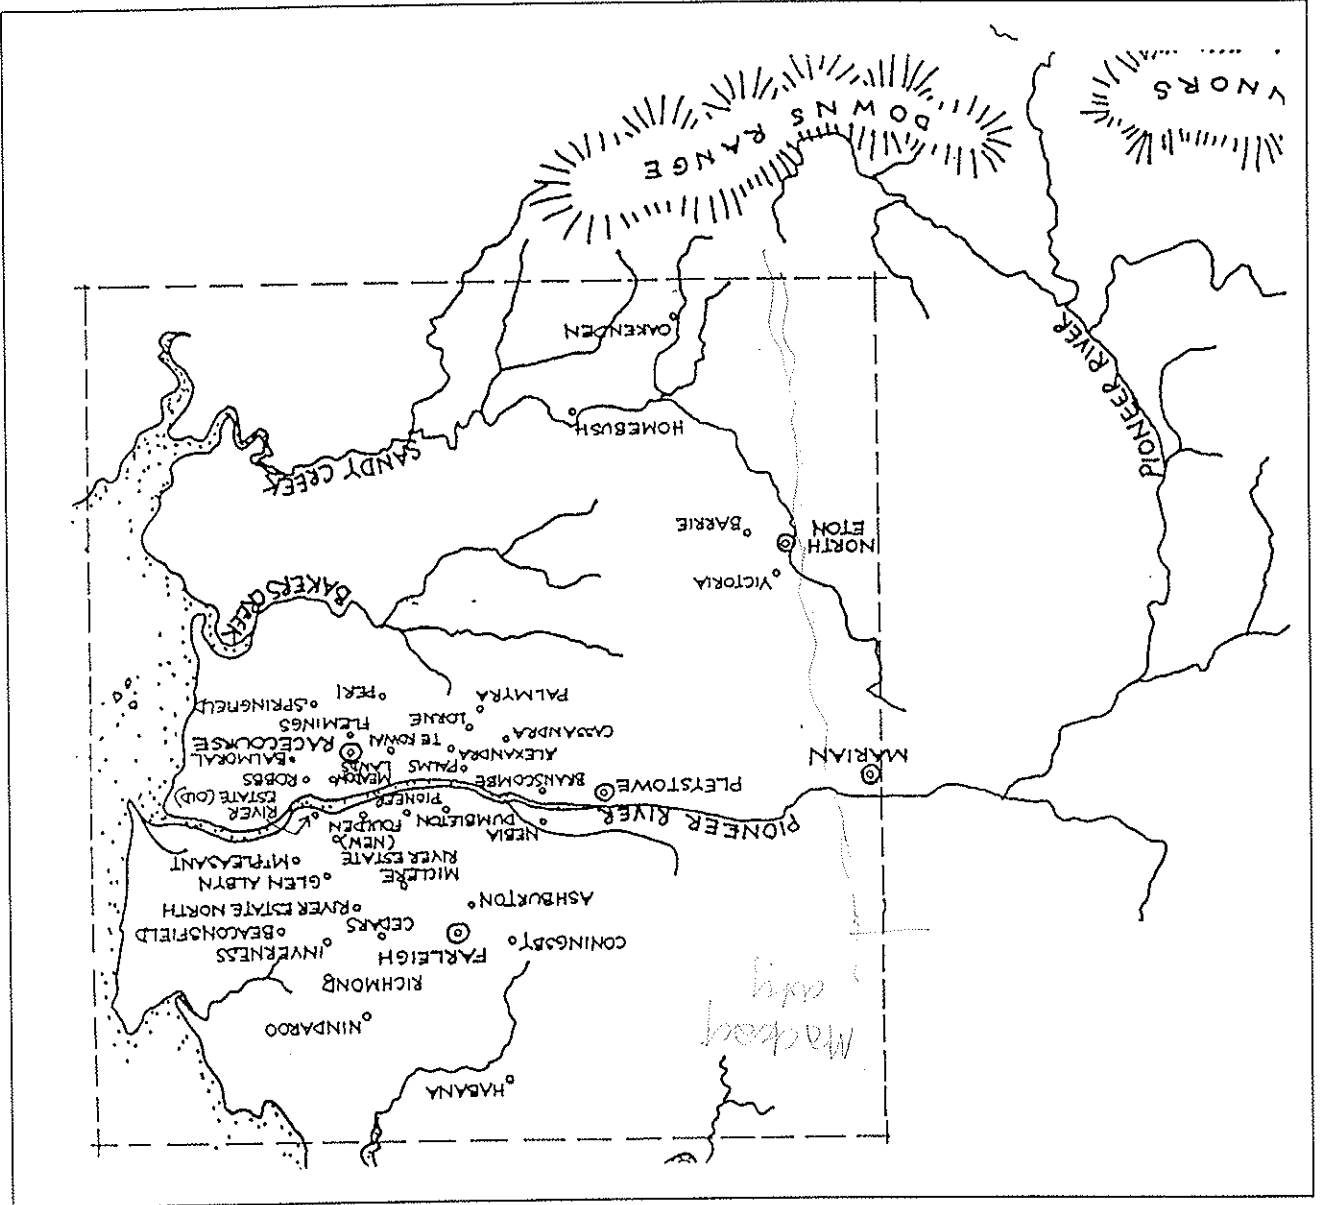 HABANA
Mackay
NINDAROO
RICHMOND
CONINGSBY
FARLEIGH
INVERNESS
CEDARS
BEACONSFIELD
RIVER ESTATE NORTH
ASHBURTON
GLEN ALBYN
MICLERE
MT PLEASANT
RIVER ESTATE
(NEW)
NEBIA
DUMBLETON
FOULDEN
PIONEER
RIVER
ESTATE (OLD)
PIONEER RIVER
MARIAN
PLEYSTOWE
BRANSCOMBE
PALMS
MEADOW
LANDS
ROBBS
ALEXANDRA
TE KOWAI
RACECOURSE
BALMORAL
CASSANDRA
LORNE
FLEMINGS
PALMYRA
PERI
SPRINGFIELD
BAKERS CREEK
VICTORIA
NORTH
ETON
BARRIE
SANDY CREEK
PIONEER RIVER
HOMEBUSH
OAKENDEN
DOWNS RANGE
NORS